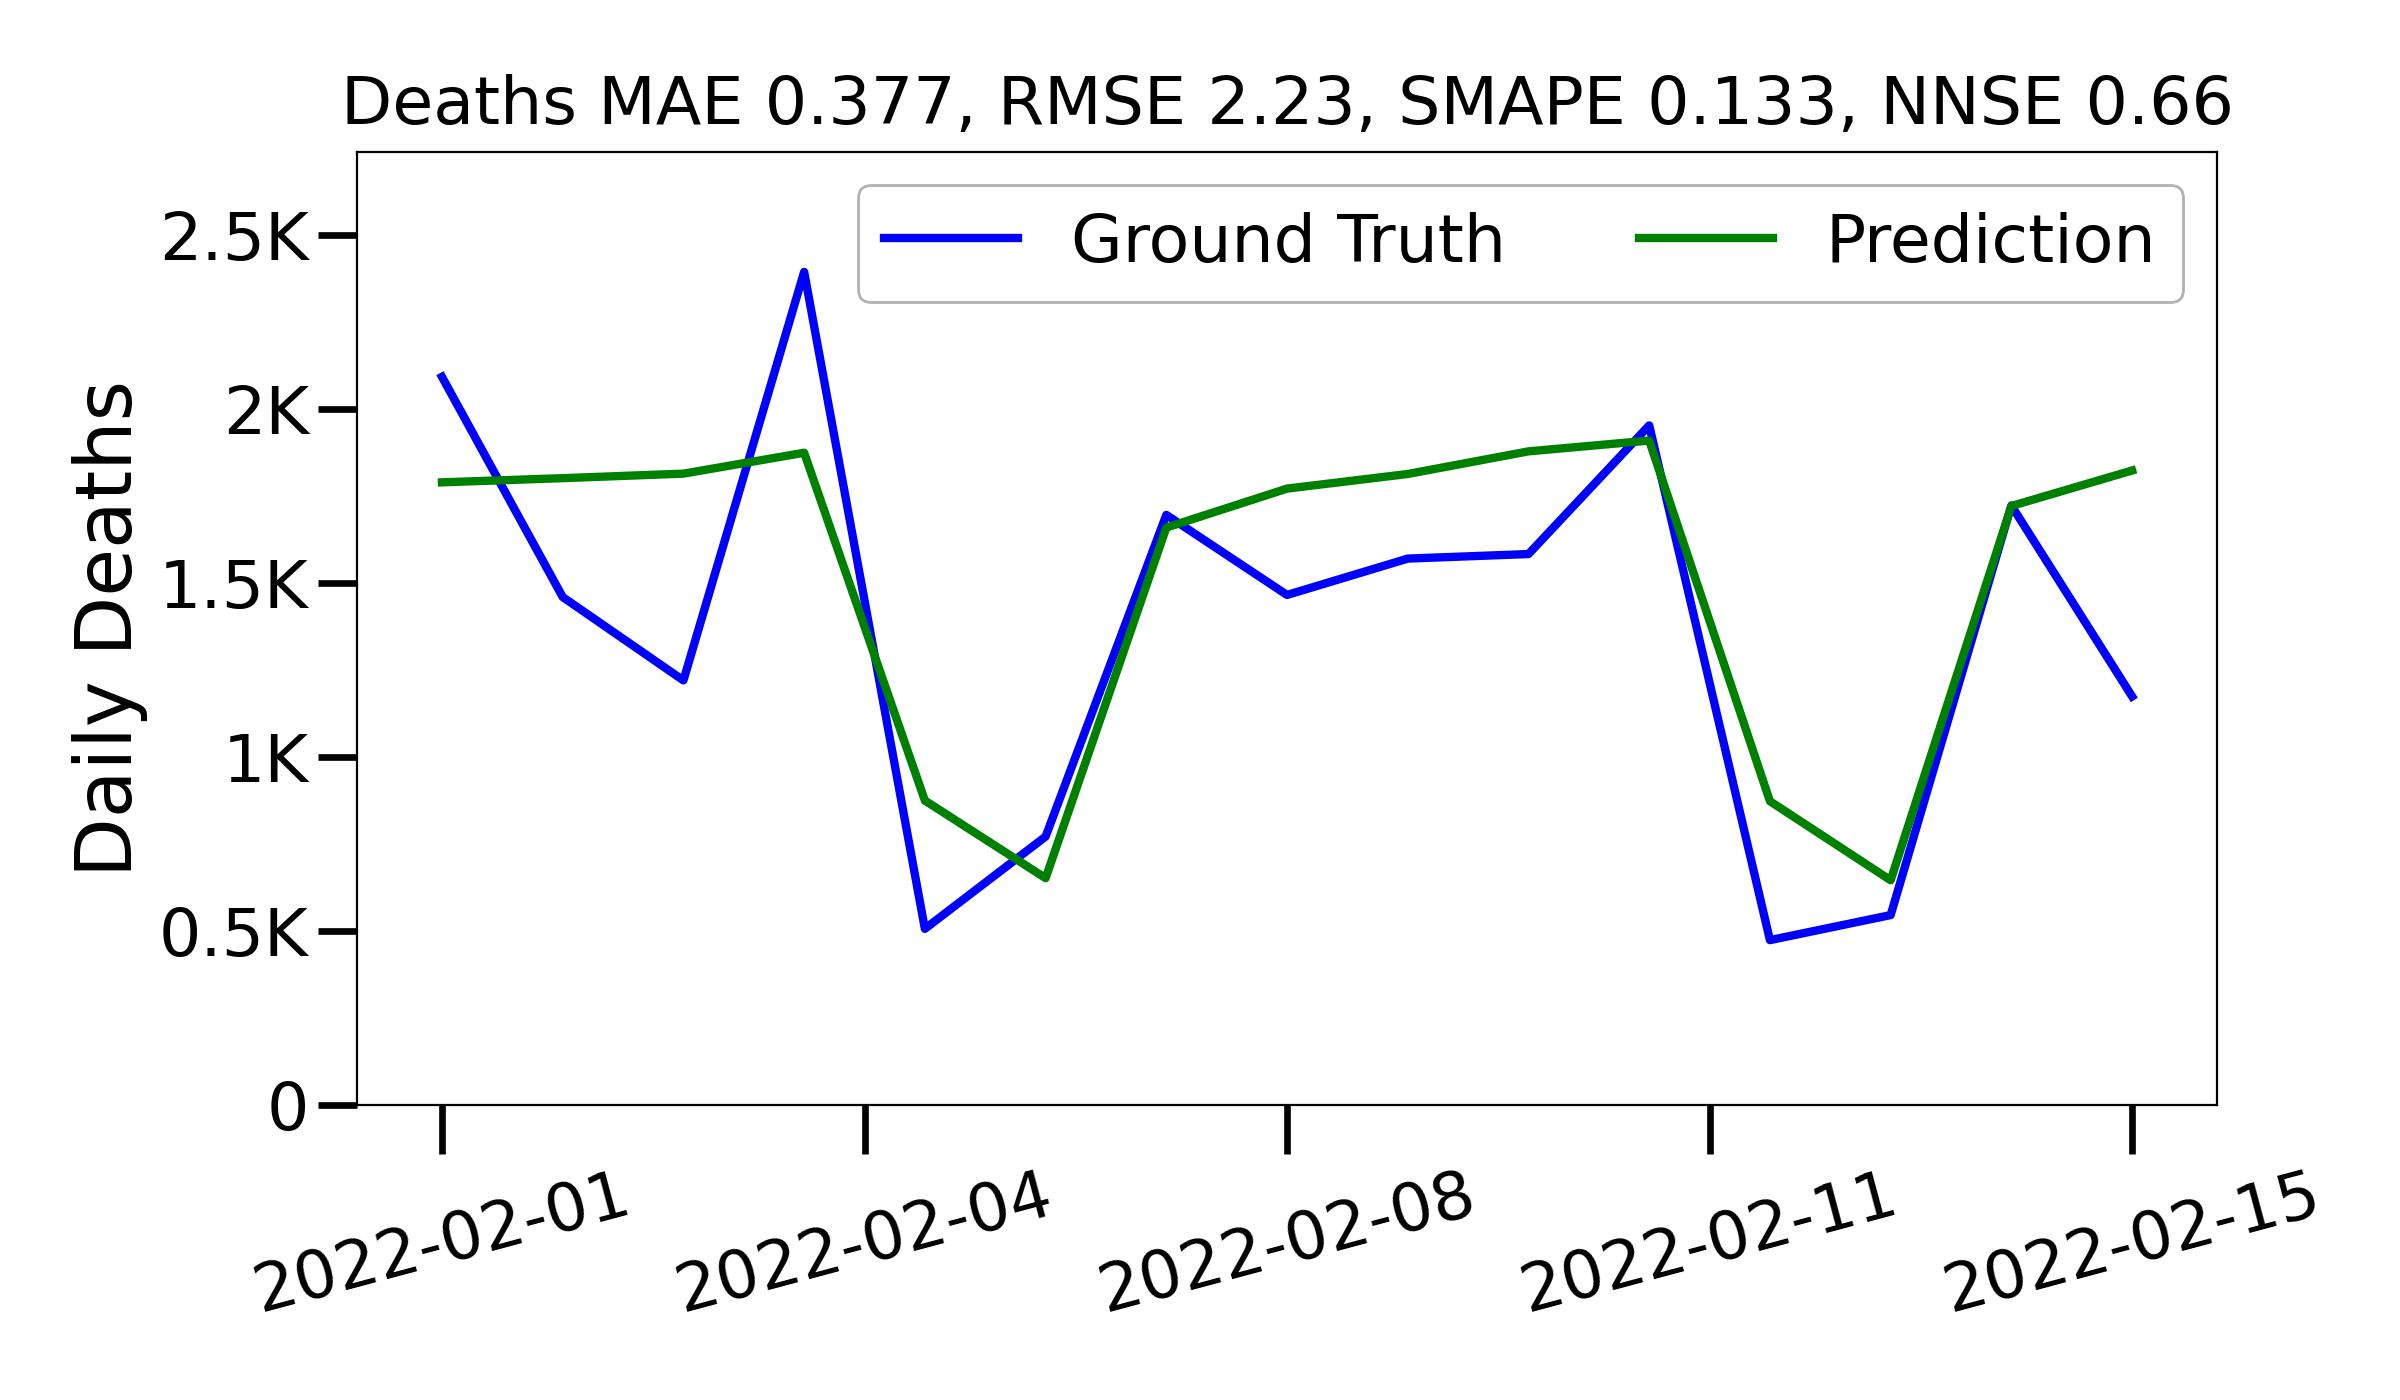 Deaths MAE 0.377, RMSE 2.23, SMAPE 0.133, NNSE 0.66
Ground Truth
Prediction
Daily Deaths
2.5K
2K
1.5K
1K
0.5K
0
2022-02-01
2022-02-04
2022-02-08
2022-02-11
2022-02-15